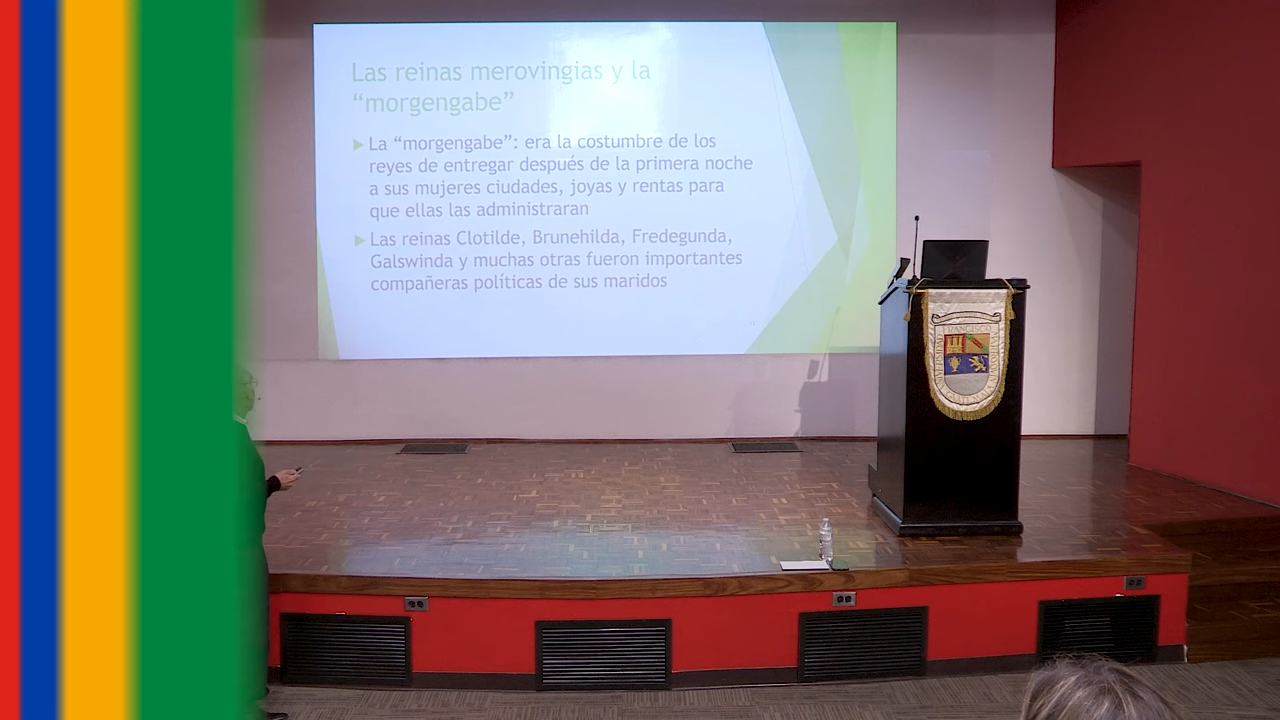 Las reinas merovingias y la
“morgengabe”
La “morgengabe”: era la costumbre de los
reyes de entregar después de la primera noche
a sus mujeres ciudades, joyas y rentas para
que ellas las administraran
Las reinas Clotilde, Brunehilda, Fredegunda,
Galswinda y muchas otras fueron importantes
compañeras políticas de sus maridos
FRANCISCO